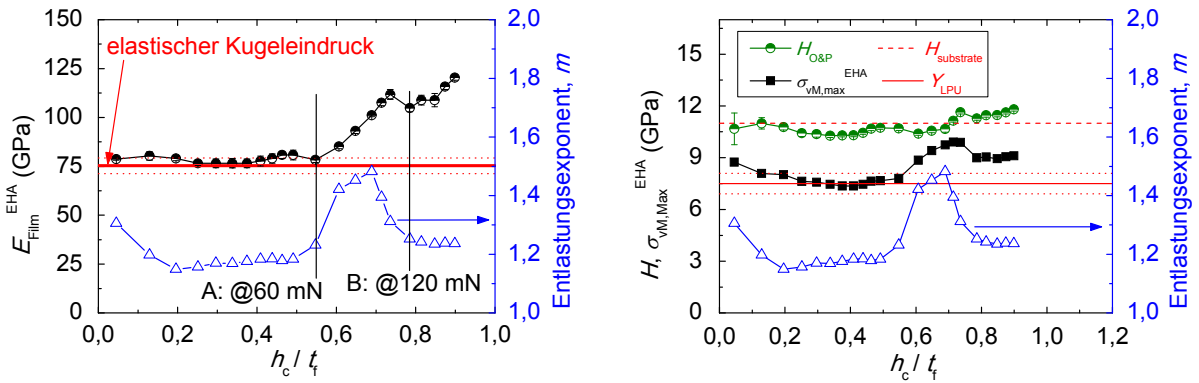 elastischer Kugeleindruck
A: @60 mN
B: @120 mN
150
125
100
75
50
25
0
E_Film^EHA (GPa)
0,0 0,2 0,4 0,6 0,8 1,0
h_c / t_f
2,0
1,8
1,6
1,4
1,2
1,0
Entlastungsexponent, m
H_O&P
H_substrate
σ_vM,max^EHA
Y_LPU
18
15
12
9
6
3
0
H, σ_vM,Max^EHA (GPa)
0,0 0,2 0,4 0,6 0,8 1,0 1,2
h_c / t_f
2,0
1,8
1,6
1,4
1,2
1,0
Entlastungsexponent, m